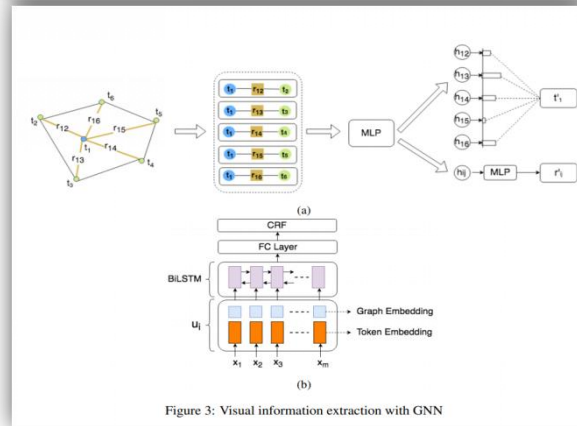 t₆
t₂
t₅
r₁₆
r₁₂
r₁₅
t₁
r₁₄
r₁₃
t₄
t₃
t₁ r₁₂ t₂
t₁ r₁₃ t₃
t₁ r₁₄ t₄
t₁ r₁₅ t₅
t₁ r₁₆ t₆
MLP
h₁₂
h₁₃
h₁₄
h₁₅
h₁₆
t'₁
hij MLP r'ᵢⱼ
(a)
CRF
FC Layer
BiLSTM
uᵢ
Graph Embedding
Token Embedding
x₁ x₂ x₃ xₘ
(b)
Figure 3: Visual information extraction with GNN